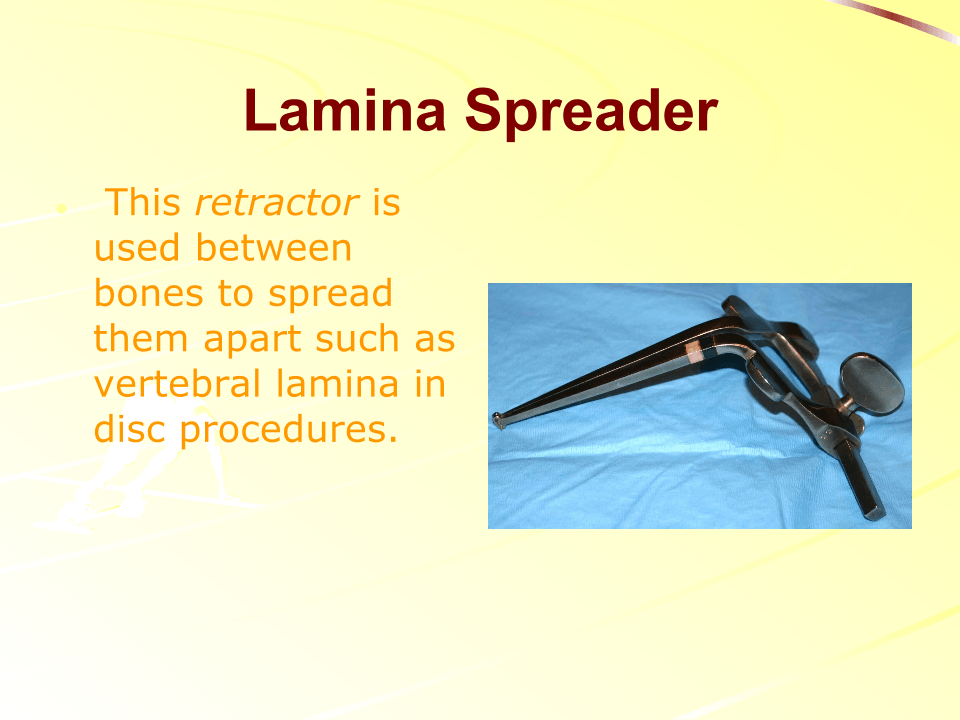 Lamina Spreader
• This retractor is
used between
bones to spread
them apart such as
vertebral lamina in
disc procedures.